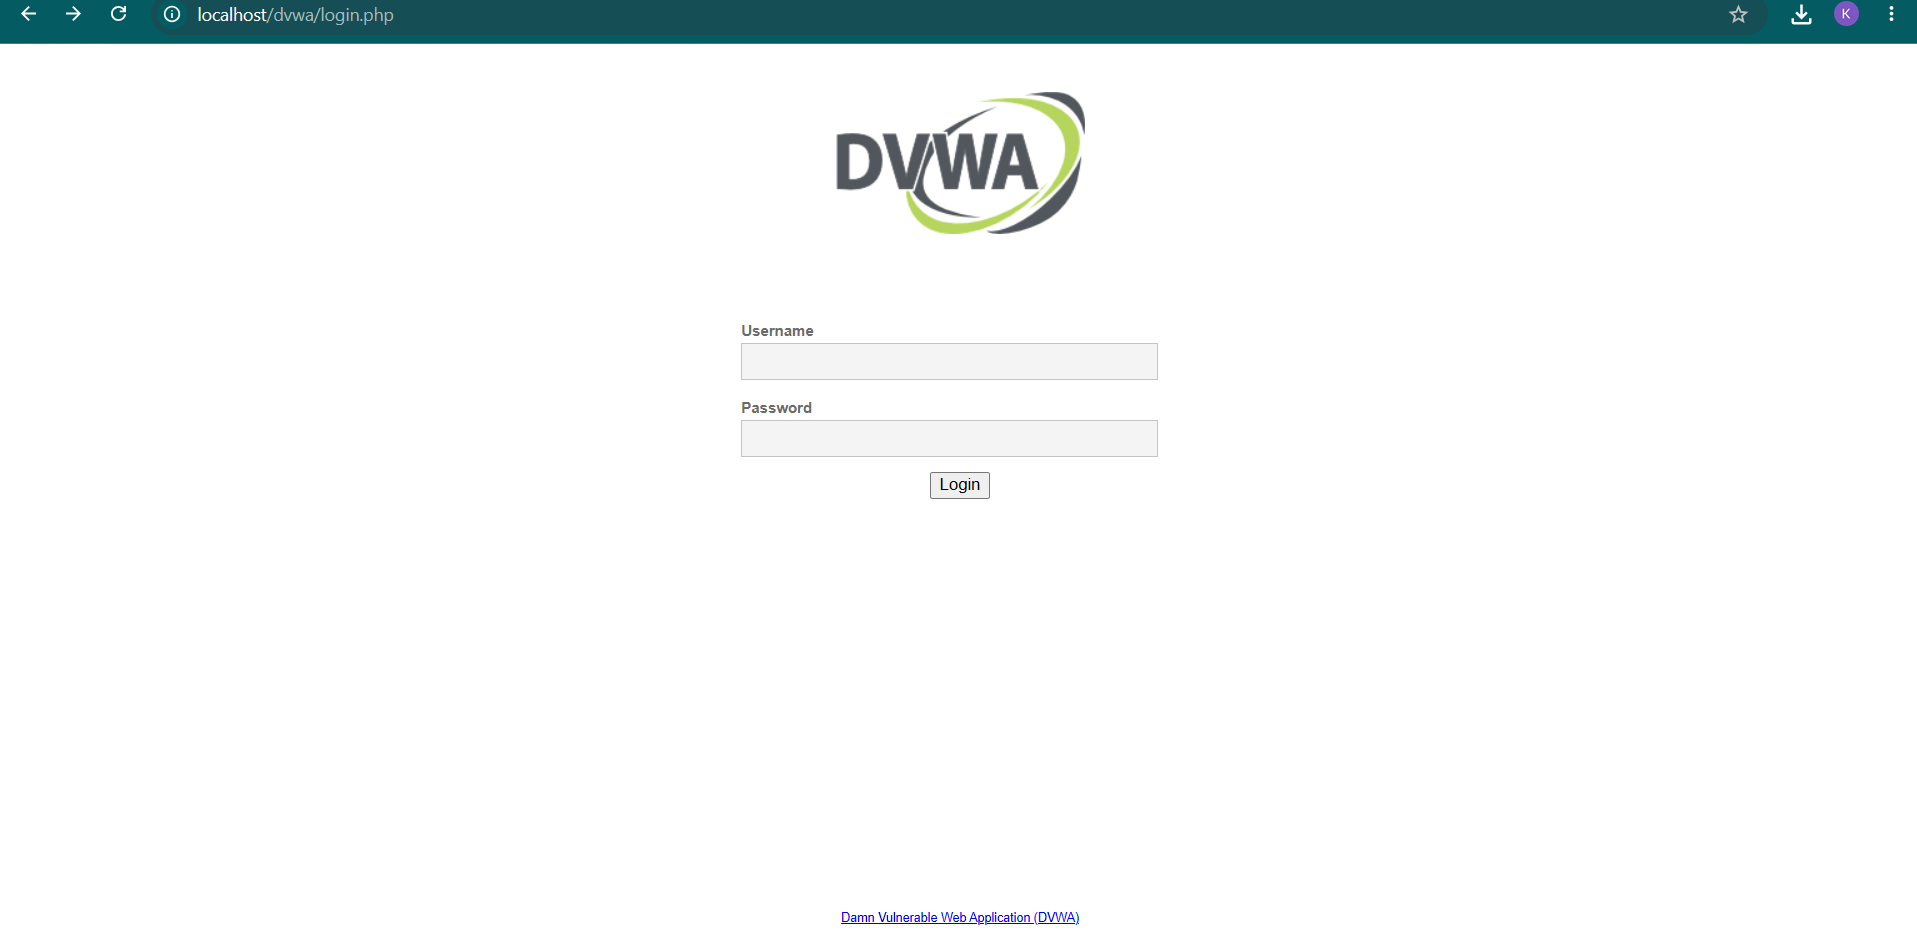 localhost/dvwa/login.php
K
DVWA
Username
Password
Login
Damn Vulnerable Web Application (DVWA)